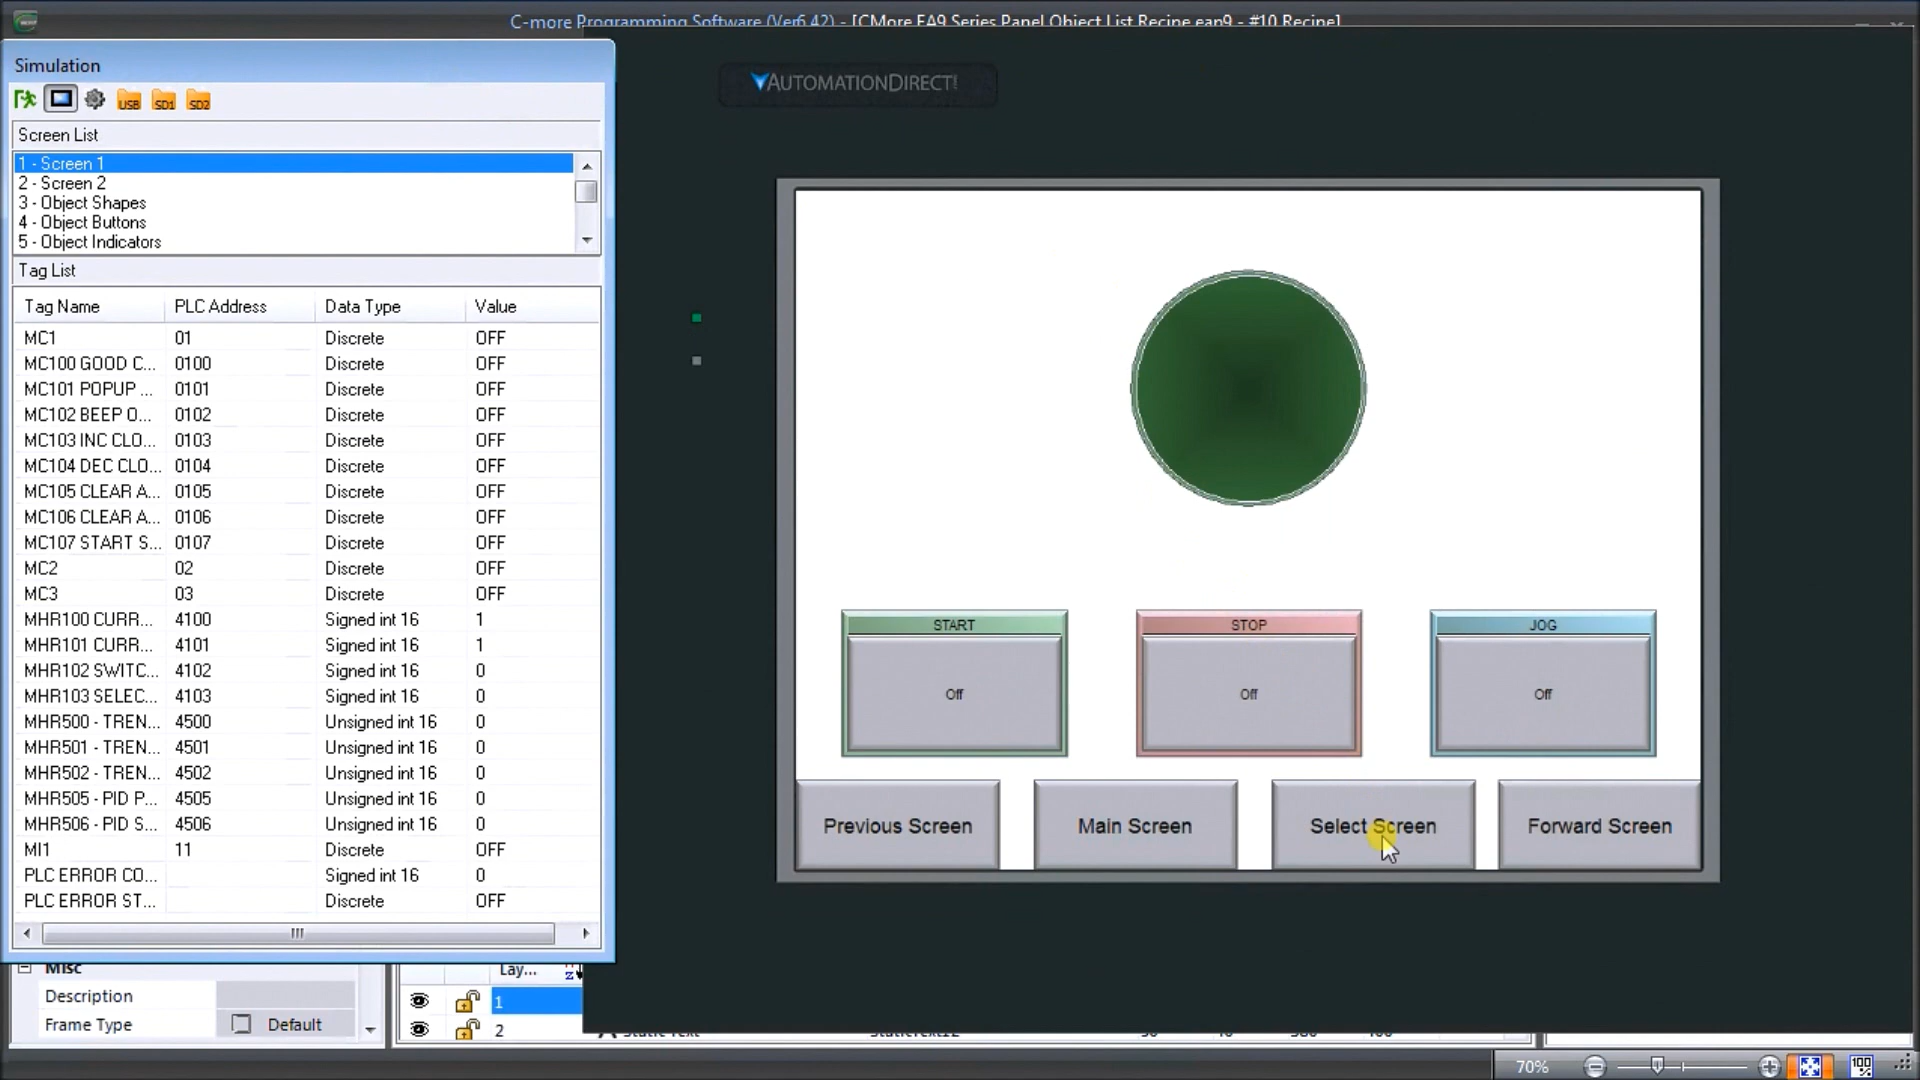 C-more Programming Software (Ver6.42) - [CMore EA9 Series Panel Object List Recipe.eap9 - #10 Recipe]
Simulation
USB SD1 SD2
Screen List
1 - Screen 1
2 - Screen 2
3 - Object Shapes
4 - Object Buttons
5 - Object Indicators
Tag List
Tag Name PLC Address Data Type Value
MC1 01 Discrete OFF
MC100 GOOD C... 0100 Discrete OFF
MC101 POPUP ... 0101 Discrete OFF
MC102 BEEP O... 0102 Discrete OFF
MC103 INC CLO... 0103 Discrete OFF
MC104 DEC CLO... 0104 Discrete OFF
MC105 CLEAR A... 0105 Discrete OFF
MC106 CLEAR A... 0106 Discrete OFF
MC107 START S... 0107 Discrete OFF
MC2 02 Discrete OFF
MC3 03 Discrete OFF
MHR100 CURR... 4100 Signed int 16 1
MHR101 CURR... 4101 Signed int 16 1
MHR102 SWITC... 4102 Signed int 16 0
MHR103 SELEC... 4103 Signed int 16 0
MHR500 - TREN... 4500 Unsigned int 16 0
MHR501 - TREN... 4501 Unsigned int 16 0
MHR502 - TREN... 4502 Unsigned int 16 0
MHR505 - PID P... 4505 Unsigned int 16 0
MHR506 - PID S... 4506 Unsigned int 16 0
MI1 11 Discrete OFF
PLC ERROR CO... Signed int 16 0
PLC ERROR ST... Discrete OFF
AUTOMATIONDIRECT
START
Off
STOP
Off
JOG
Off
Previous Screen
Main Screen
Select Screen
Forward Screen
Misc
Description
Frame Type Default
Lay...
1
2
70%
100%